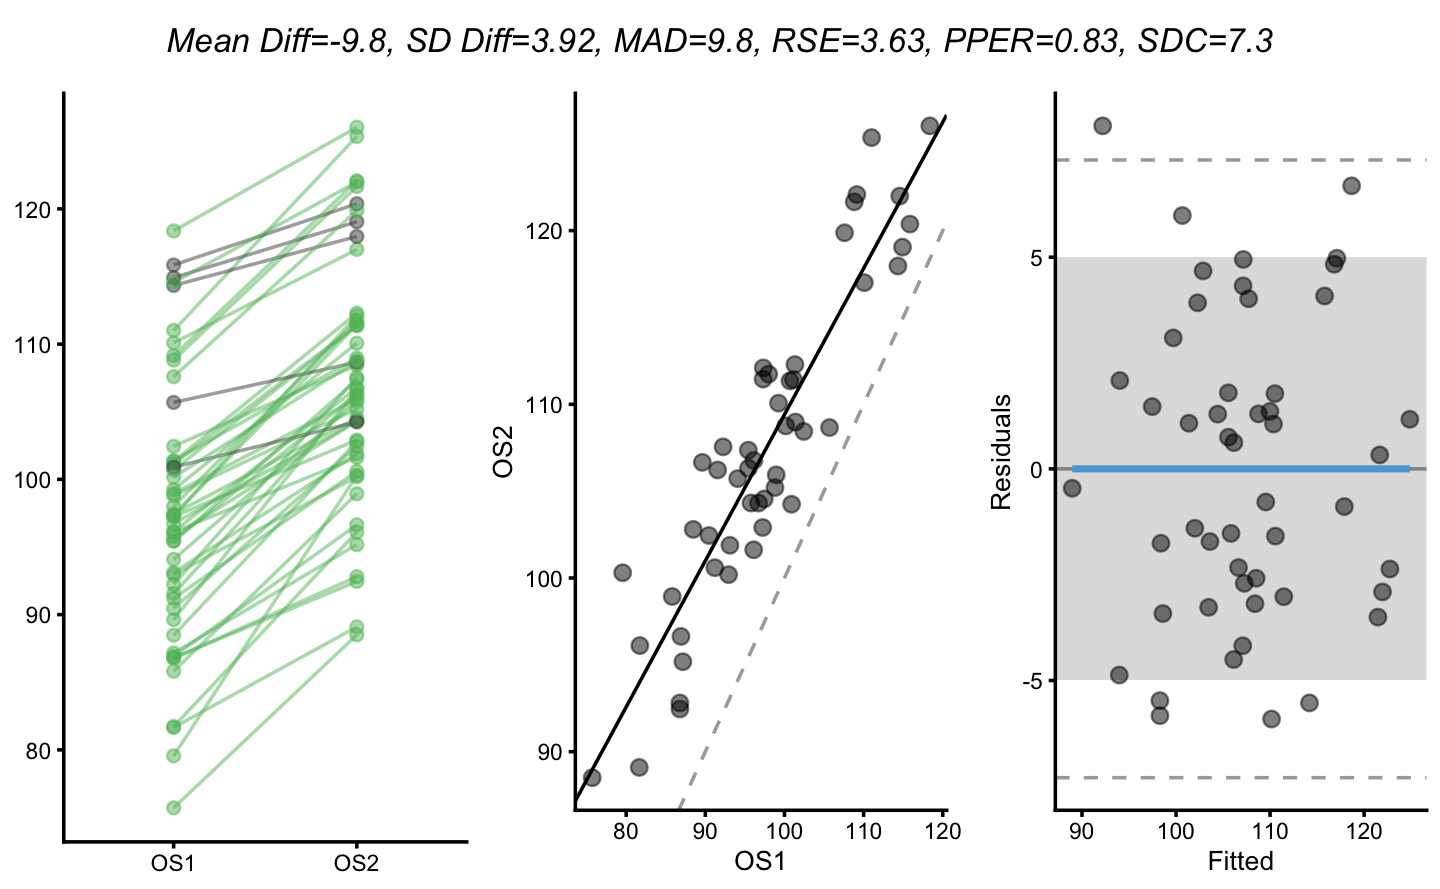 Mean Diff=-9.8, SD Diff=3.92, MAD=9.8, RSE=3.63, PPER=0.83, SDC=7.3
120
110
100
90
80
OS1 OS2
OS2
120
110
100
90
80 90 100 110 120
OS1
Residuals
5
0
-5
90 100 110 120
Fitted